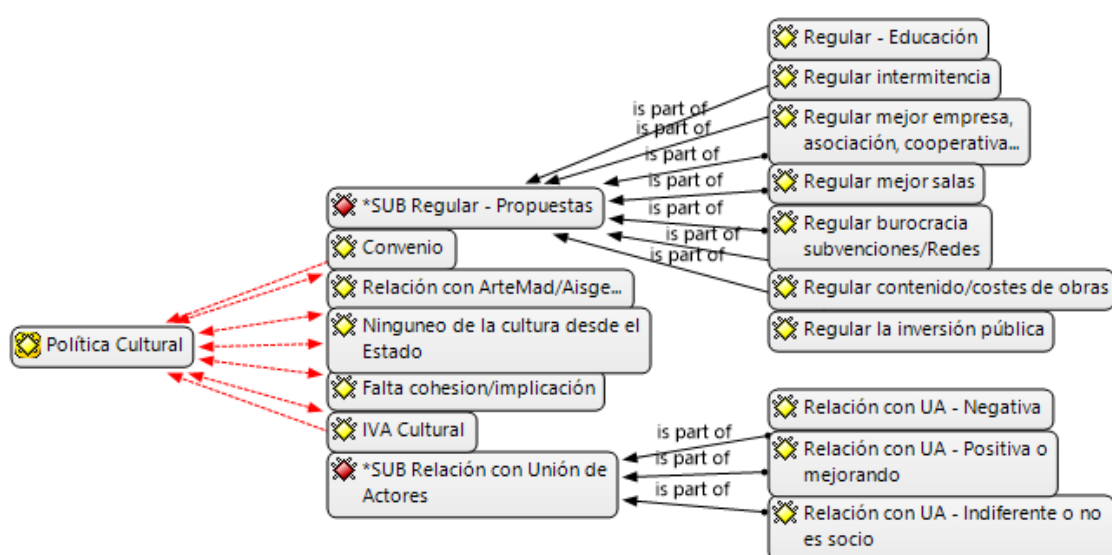 Regular - Educación
Regular intermitencia
is part of
is part of
Regular mejor empresa,
asociación, cooperativa...
is part of
is part of
Regular mejor salas
*SUB Regular - Propuestas
is part of
Regular burocracia
subvenciones/Redes
is part of
is part of
Convenio
Relación con ArteMad/Aisge...
Regular contenido/costes de obras
Ninguneo de la cultura desde el
Estado
Regular la inversión pública
Política Cultural
Falta cohesion/implicación
IVA Cultural
Relación con UA - Negativa
is part of
*SUB Relación con Unión de
Actores
is part of
Relación con UA - Positiva o
mejorando
is part of
Relación con UA - Indiferente o no
es socio